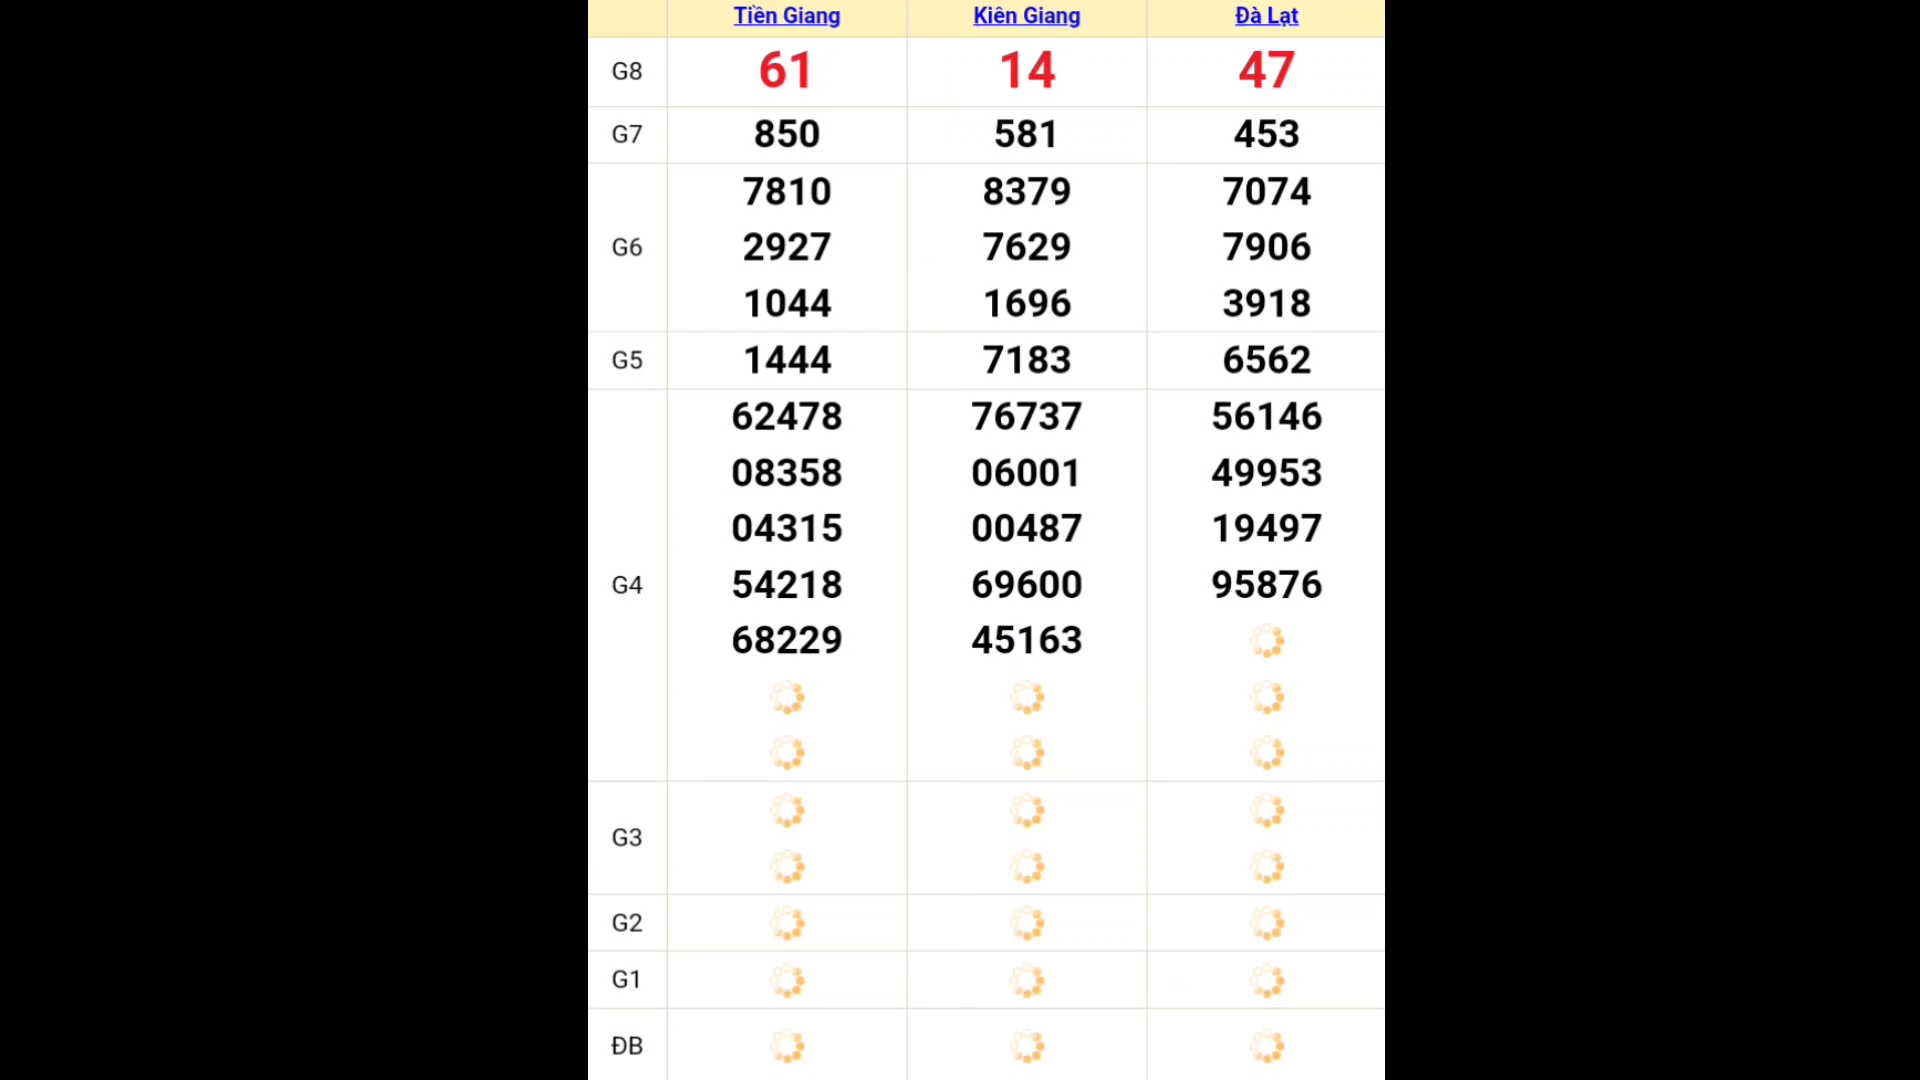 Tiền Giang Kiên Giang Đà Lạt
G8 61 14 47
G7 850 581 453
7810 8379 7074
G6 2927 7629 7906
1044 1696 3918
G5 1444 7183 6562
62478 76737 56146
08358 06001 49953
04315 00487 19497
G4 54218 69600 95876
68229 45163
G3
G2
G1
ĐB